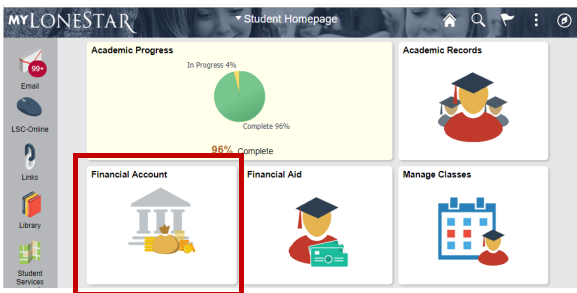 MYLONESTAR
Student Homepage
99+
Email
LSC-Online
Links
Library
Student
Services
Academic Progress
In Progress 4%
Complete 96%
96% Complete
Academic Records
Financial Account
Financial Aid
Manage Classes